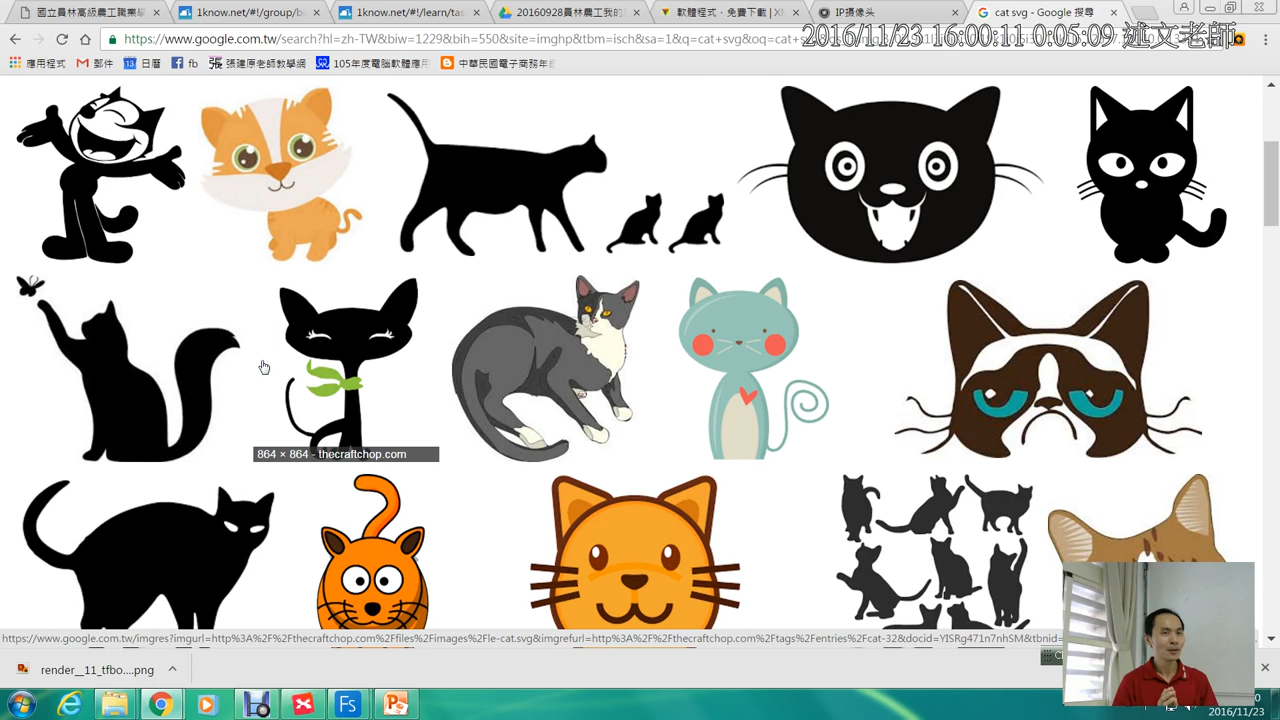 國立員林高級農工職業學
1know.net/#!/group/b
1know.net/#!/learn/tas
20160928員林農工我的
軟體程式 - 免費下載 |
IP摄像头
cat svg - Google 搜尋
https://www.google.com.tw/search?hl=zh-TW&biw=1229&bih=550&site=imghp&tbm=isch&sa=1&q=cat+svg&oq=cat+s
2016/11/23 16:00:11 0:05:09 述文老師
應用程式
郵件
13 日曆
fb
張建原老師教學網
105年度電腦軟體應用
中華民國電子商務年
864 × 864 - thecraftchop.com
https://www.google.com.tw/imgres?imgurl=http%3A%2F%2Fthecraftchop.com%2Ffiles%2Fimages%2Fle-cat.svg&imgrefurl=http%3A%2F%2Fthecraftchop.com%2Ftags%2Fentries%2Fcat-32&docid=YISRg471n7nhSM&tbnid=
render__11_tfbo....png
Fs
2016/11/23